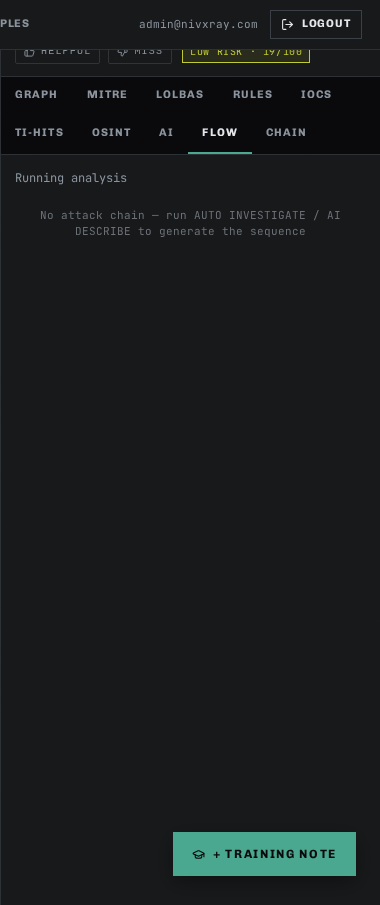 PLES
admin@nivxray.com
LOGOUT
HELPFUL
MISS
LOW RISK · 19/100
GRAPH MITRE LOLBAS RULES IOCS
TI-HITS OSINT AI FLOW CHAIN
Running analysis
No attack chain — run AUTO INVESTIGATE / AI
DESCRIBE to generate the sequence
+ TRAINING NOTE